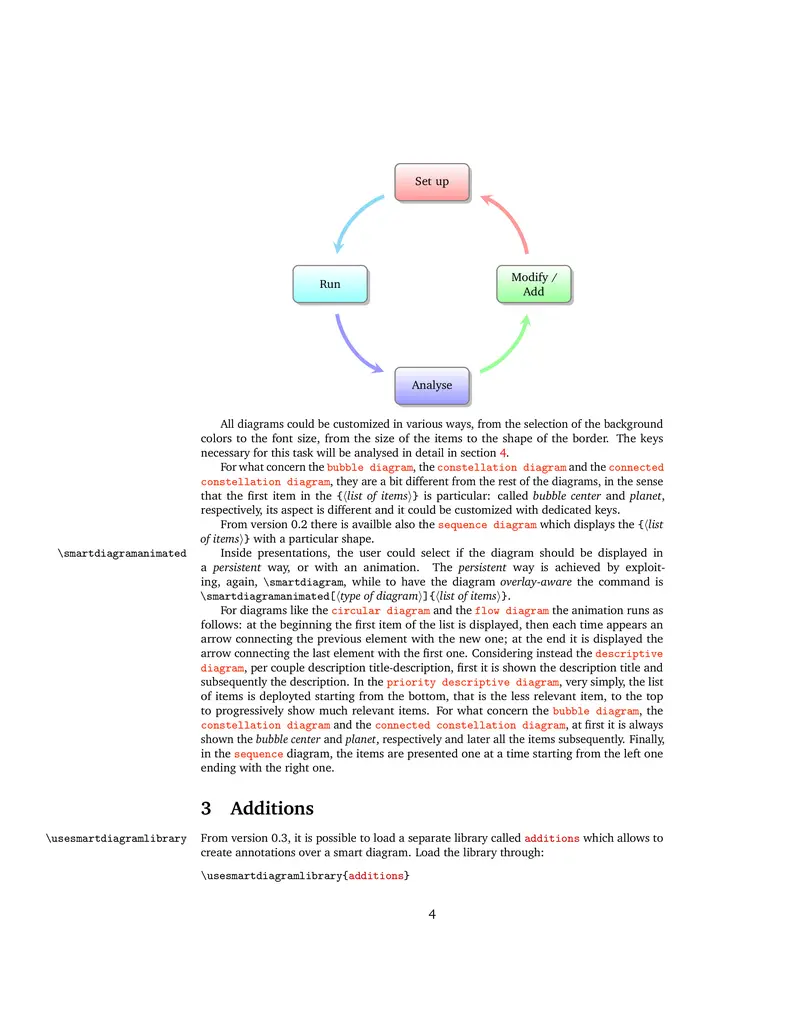 Set up
Run
Modify /
Add
Analyse
All diagrams could be customized in various ways, from the selection of the background
colors to the font size, from the size of the items to the shape of the border. The keys
necessary for this task will be analysed in detail in section 4.
For what concern the bubble diagram, the constellation diagram and the connected
constellation diagram, they are a bit different from the rest of the diagrams, in the sense
that the first item in the {⟨list of items⟩} is particular: called bubble center and planet,
respectively, its aspect is different and it could be customized with dedicated keys.
From version 0.2 there is availble also the sequence diagram which displays the {⟨list
of items⟩} with a particular shape.
\smartdiagramanimated Inside presentations, the user could select if the diagram should be displayed in
a persistent way, or with an animation. The persistent way is achieved by exploit-
ing, again, \smartdiagram, while to have the diagram overlay-aware the command is
\smartdiagramanimated[⟨type of diagram⟩]{⟨list of items⟩}.
For diagrams like the circular diagram and the flow diagram the animation runs as
follows: at the beginning the first item of the list is displayed, then each time appears an
arrow connecting the previous element with the new one; at the end it is displayed the
arrow connecting the last element with the first one. Considering instead the descriptive
diagram, per couple description title-description, first it is shown the description title and
subsequently the description. In the priority descriptive diagram, very simply, the list
of items is deployted starting from the bottom, that is the less relevant item, to the top
to progressively show much relevant items. For what concern the bubble diagram, the
constellation diagram and the connected constellation diagram, at first it is always
shown the bubble center and planet, respectively and later all the items subsequently. Finally,
in the sequence diagram, the items are presented one at a time starting from the left one
ending with the right one.
3 Additions
\usesmartdiagramlibrary From version 0.3, it is possible to load a separate library called additions which allows to
create annotations over a smart diagram. Load the library through:
\usesmartdiagramlibrary{additions}
4